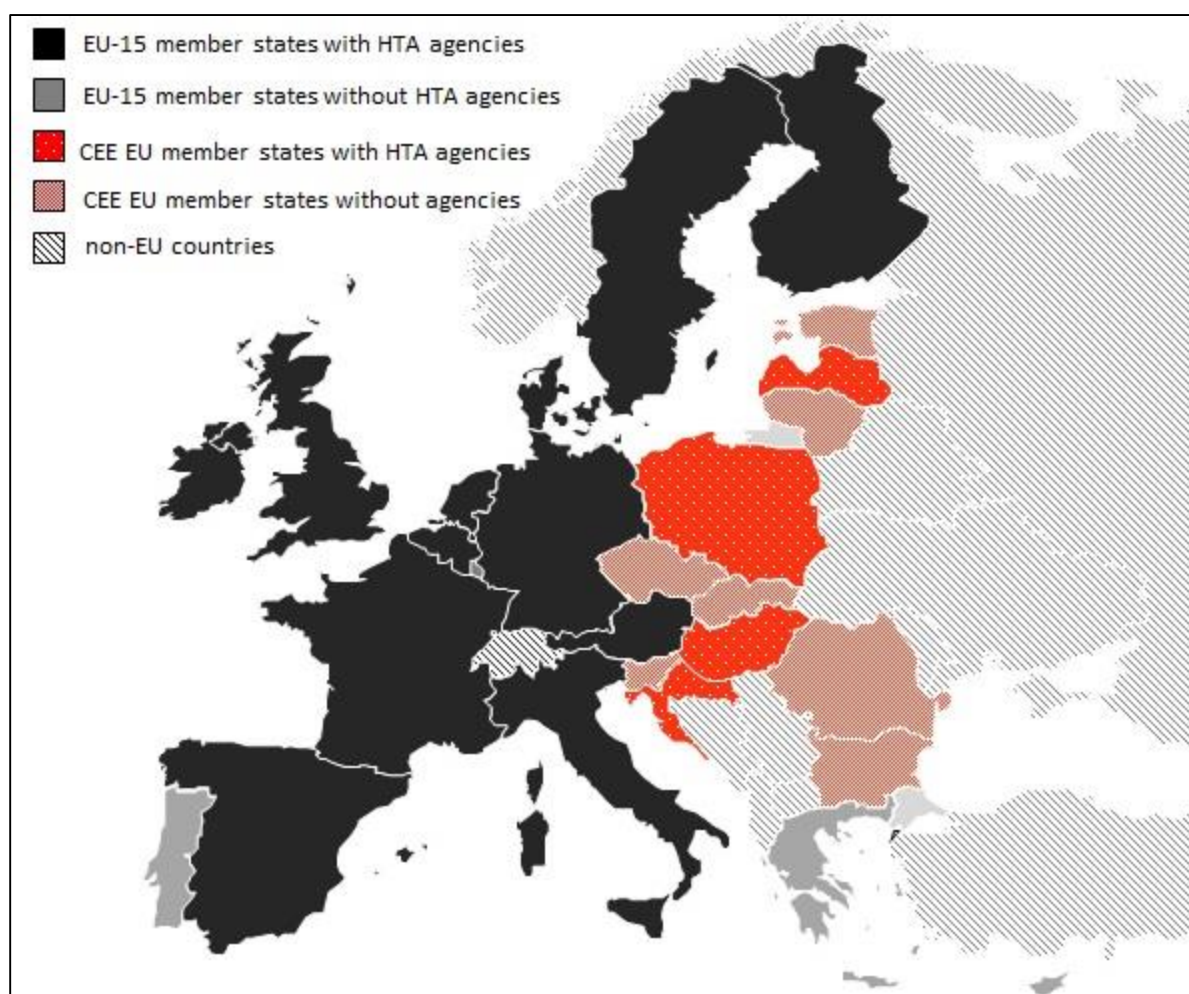 EU-15 member states with HTA agencies
EU-15 member states without HTA agencies
CEE EU member states with HTA agencies
CEE EU member states without agencies
non-EU countries